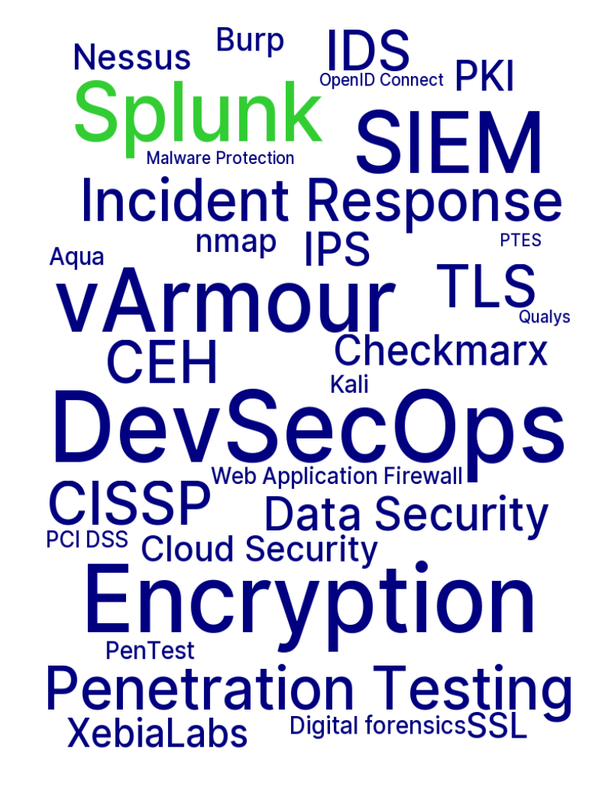 Burp
IDS
Nessus
OpenID Connect
PKI
Splunk
SIEM
Malware Protection
Incident Response
nmap
IPS
PTES
Aqua
vArmour
TLS
Qualys
CEH
Checkmarx
Kali
DevSecOps
Web Application Firewall
CISSP
Data Security
PCI DSS
Cloud Security
Encryption
PenTest
Penetration Testing
XebiaLabs
Digital forensics
SSL